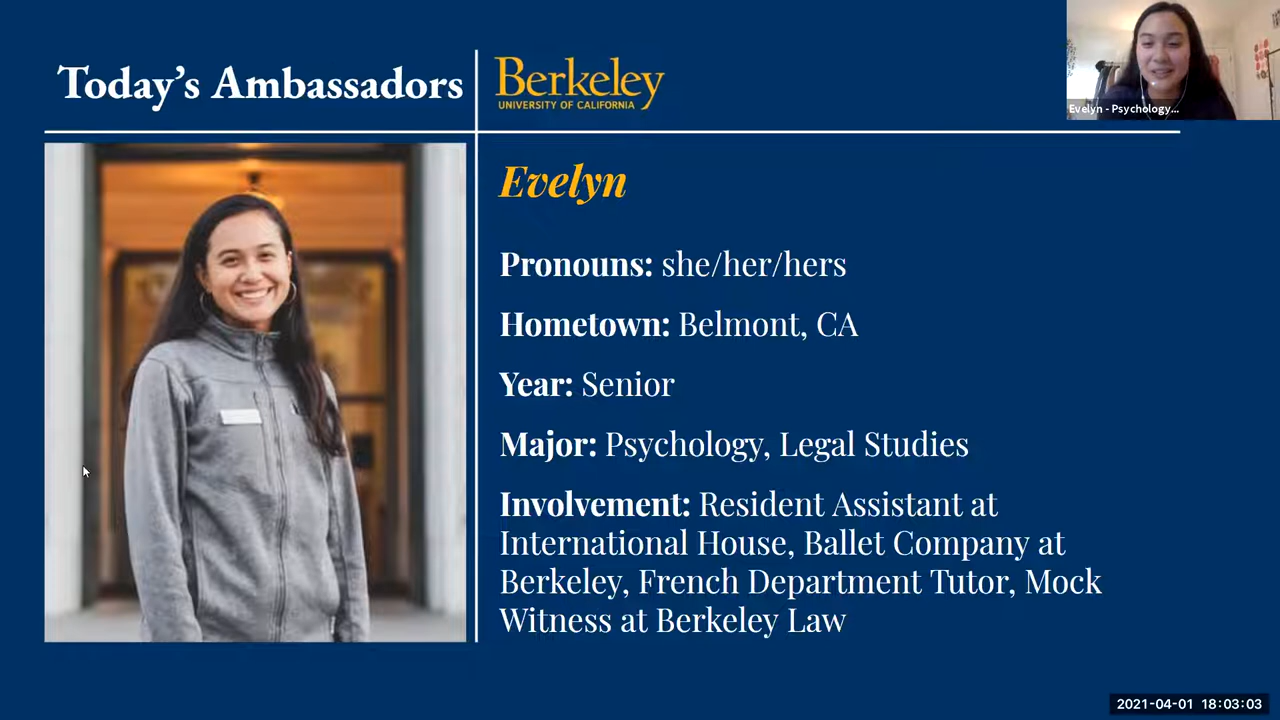 Today's Ambassadors
Berkeley
UNIVERSITY OF CALIFORNIA
Evelyn - Psychology...
Evelyn
Pronouns: she/her/hers
Hometown: Belmont, CA
Year: Senior
Major: Psychology, Legal Studies
Involvement: Resident Assistant at
International House, Ballet Company at
Berkeley, French Department Tutor, Mock
Witness at Berkeley Law
2021-04-01 18:03:03